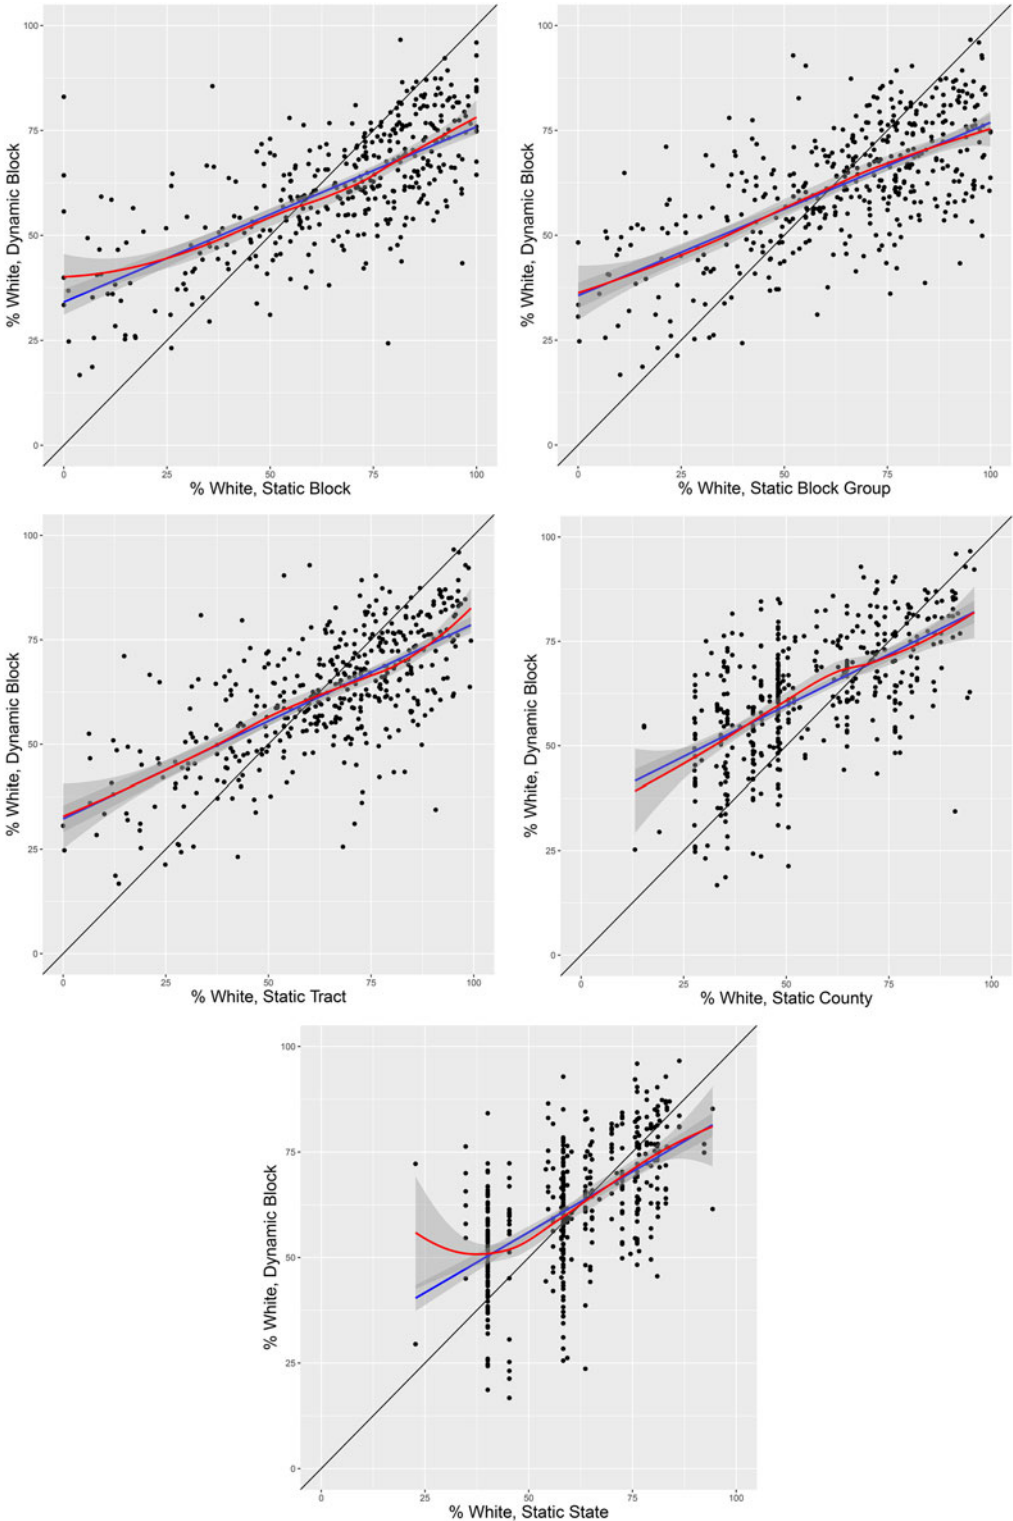 100
75
50
25
0
% White, Dynamic Block
0 25 50 75 100
% White, Static Block
100
75
50
25
0
% White, Dynamic Block
0 25 50 75 100
% White, Static Block Group
100
75
50
25
0
% White, Dynamic Block
0 25 50 75 100
% White, Static Tract
100
75
50
25
0
% White, Dynamic Block
0 25 50 75 100
% White, Static County
100
75
50
25
0
% White, Dynamic Block
0 25 50 75 100
% White, Static State